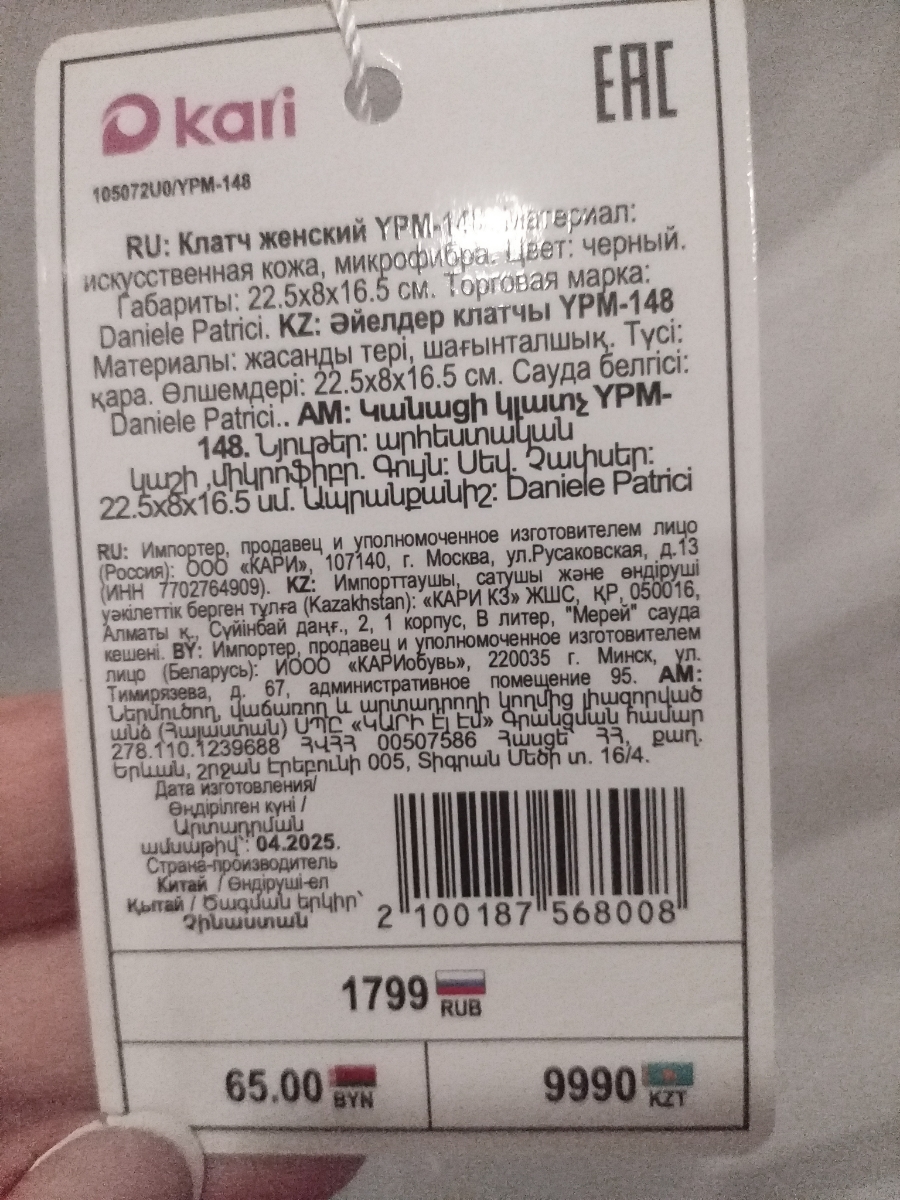 kari
EAC
105072U0/YPM-148
RU: Клатч женский YPM-148. Материал:
искусственная кожа, микрофибра. Цвет: черный.
Габариты: 22.5x8x16.5 см. Торговая марка:
Daniele Patrici. KZ: Әйелдер клатчы YPM-148
Материалы: жасанды тері, шағынталшық. Түсі:
қара. Өлшемдері: 22.5x8x16.5 см. Сауда белгісі:
Daniele Patrici.. AM: Կանացի կլատչ YPM-
148. Նյութեր: արհեստական
կաշի ,միկրոֆիբր. Գույն: Սեվ. Չափսեր:
22.5x8x16.5 սմ. Ապրանքանիշ: Daniele Patrici
RU: Импортер, продавец и уполномоченное изготовителем лицо
(Россия): ООО «КАРИ», 107140, г. Москва, ул.Русаковская, д.13
(ИНН 7702764909). KZ: Импорттаушы, сатушы және өндіруші
уәкілеттік берген тұлға (Kazakhstan): «КАРИ КЗ» ЖШС, ҚР, 050016,
Алматы қ., Сүйінбай даңғ., 2, 1 корпус, В литер, "Мерей" сауда
кешені. BY: Импортер, продавец и уполномоченное изготовителем
лицо (Беларусь): ИООО «КАРИобувь», 220035 г. Минск, ул.
Тимирязева, д. 67, административное помещение 95. AM:
Ներմուծող, վաճառող և արտադրողի կողմից լիազորված
անձ (Հայաստան) ՍՊԸ «ԿԱՐԻ ԷՅ ԷՄ» Գրանցման համար
278.110.1239688 ՀՎՀՀ 00507586 Հասցե՝ ՀՀ, քաղ.
Երևան, շրջան Էրեբունի 005, Տիգրան Մեծի տ. 16/4.
Дата изготовления/
Өндірілген күні /
Արտադրման
ամսաթիվ՝: 04.2025.
Страна-производитель
Китай / Өндіруші-ел
Қытай / Ծագման երկիր՝
Չինաստան
2 100187 568008
1799 RUB
65.00 BYN
9990 KZT